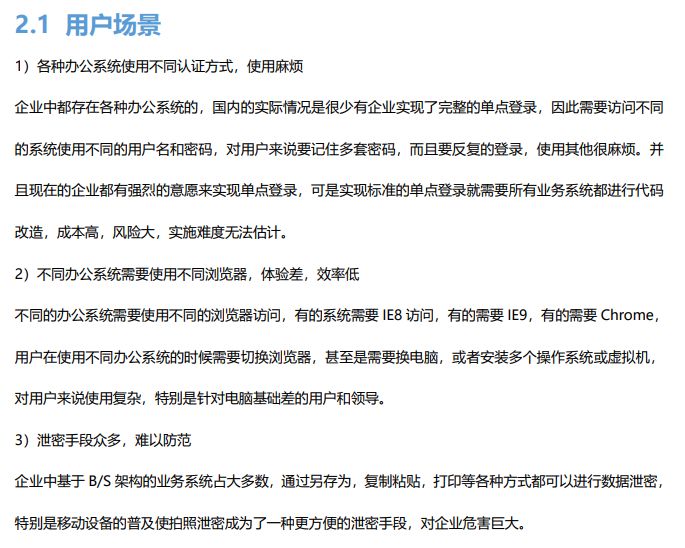 2.1 用户场景
1）各种办公系统使用不同认证方式，使用麻烦
企业中都存在各种办公系统的，国内的实际情况是很少有企业实现了完整的单点登录，因此需要访问不同
的系统使用不同的用户名和密码，对用户来说要记住多套密码，而且要反复的登录，使用其他很麻烦。并
且现在的企业都有强烈的意愿来实现单点登录，可是实现标准的单点登录就需要所有业务系统都进行代码
改造，成本高，风险大，实施难度无法估计。
2）不同办公系统需要使用不同浏览器，体验差，效率低
不同的办公系统需要使用不同的浏览器访问，有的系统需要 IE8 访问，有的需要 IE9，有的需要 Chrome，
用户在使用不同办公系统的时候需要切换浏览器，甚至是需要换电脑，或者安装多个操作系统或虚拟机，
对用户来说使用复杂，特别是针对电脑基础差的用户和领导。
3）泄密手段众多，难以防范
企业中基于 B/S 架构的业务系统占大多数，通过另存为，复制粘贴，打印等各种方式都可以进行数据泄密，
特别是移动设备的普及使拍照泄密成为了一种更方便的泄密手段，对企业危害巨大。